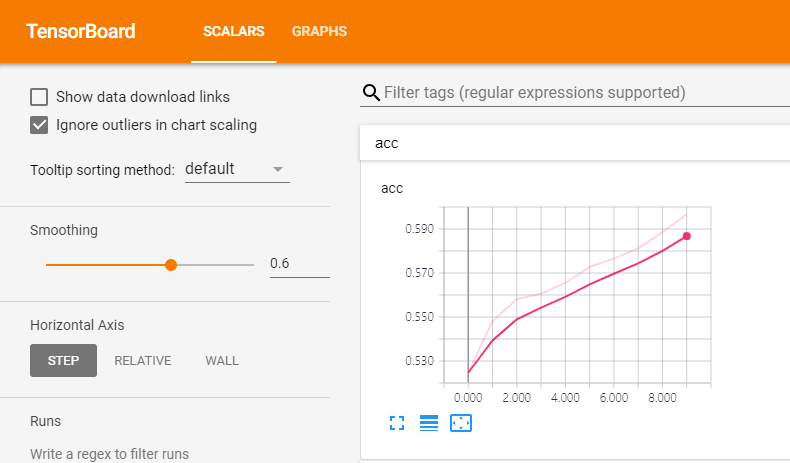 TensorBoard SCALARS GRAPHS
Show data download links
Ignore outliers in chart scaling
Tooltip sorting method: default
Smoothing
0.6
Horizontal Axis
STEP RELATIVE WALL
Runs
Write a regex to filter runs
Filter tags (regular expressions supported)
acc
acc
0.590
0.570
0.550
0.530
0.000 2.000 4.000 6.000 8.000